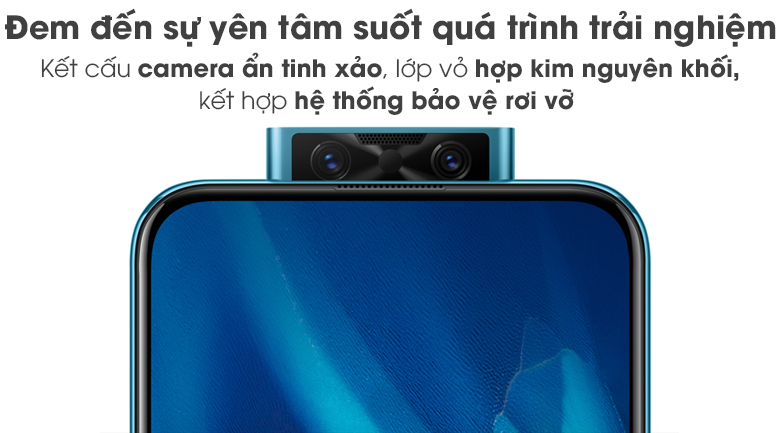 Đem đến sự yên tâm suốt quá trình trải nghiệm
Kết cấu camera ẩn tinh xảo, lớp vỏ hợp kim nguyên khối,
kết hợp hệ thống bảo vệ rơi vỡ